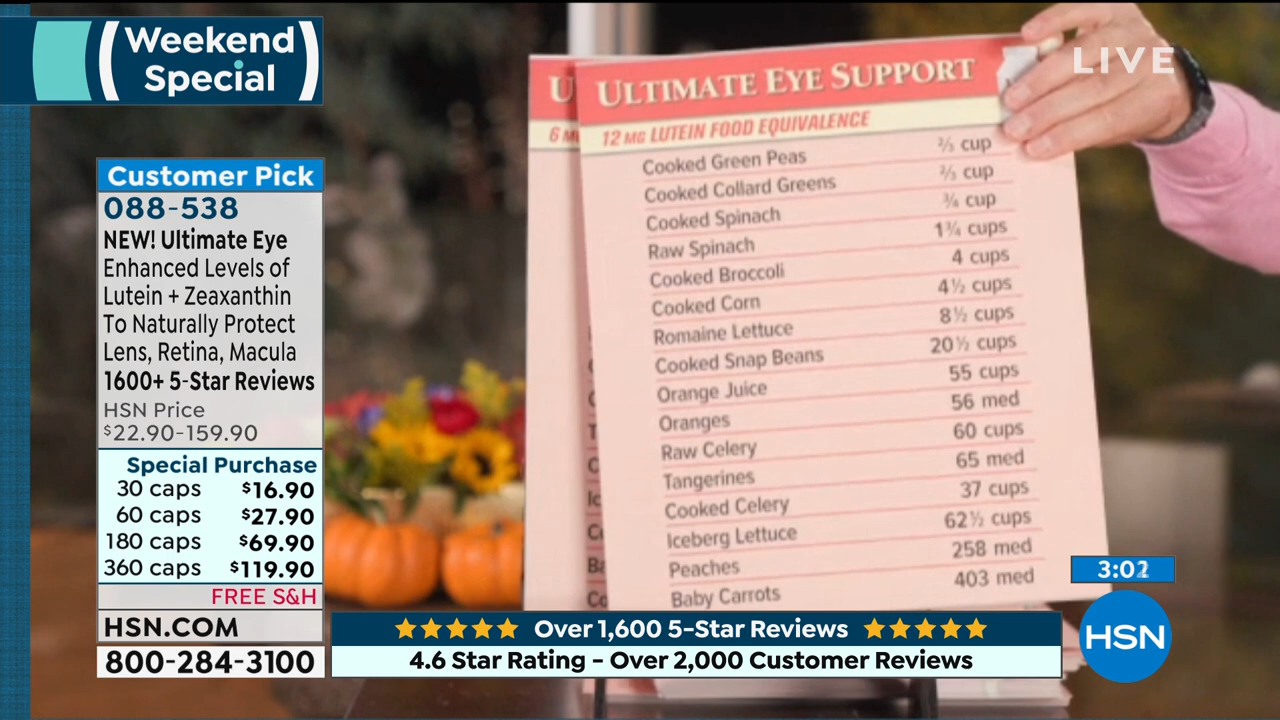 (Weekend Special)
Customer Pick
088-538
NEW! Ultimate Eye
Enhanced Levels of
Lutein + Zeaxanthin
To Naturally Protect
Lens, Retina, Macula
1600+ 5-Star Reviews
HSN Price
$22.90-159.90
Special Purchase
30 caps $16.90
60 caps $27.90
180 caps $69.90
360 caps $119.90
FREE S&H
HSN.COM
800-284-3100
LIVE
U
6 M
ULTIMATE EYE SUPPORT
12 MG LUTEIN FOOD EQUIVALENCE
Cooked Green Peas ⅔ cup
Cooked Collard Greens ⅔ cup
Cooked Spinach ¾ cup
Raw Spinach 1¾ cups
Cooked Broccoli 4 cups
Cooked Corn 4½ cups
Romaine Lettuce 8½ cups
Cooked Snap Beans 20½ cups
Orange Juice 55 cups
Oranges 56 med
Raw Celery 60 cups
Tangerines 65 med
Cooked Celery 37 cups
Iceberg Lettuce 62½ cups
Peaches 258 med
Baby Carrots 403 med
Over 1,600 5-Star Reviews
4.6 Star Rating – Over 2,000 Customer Reviews
HSN